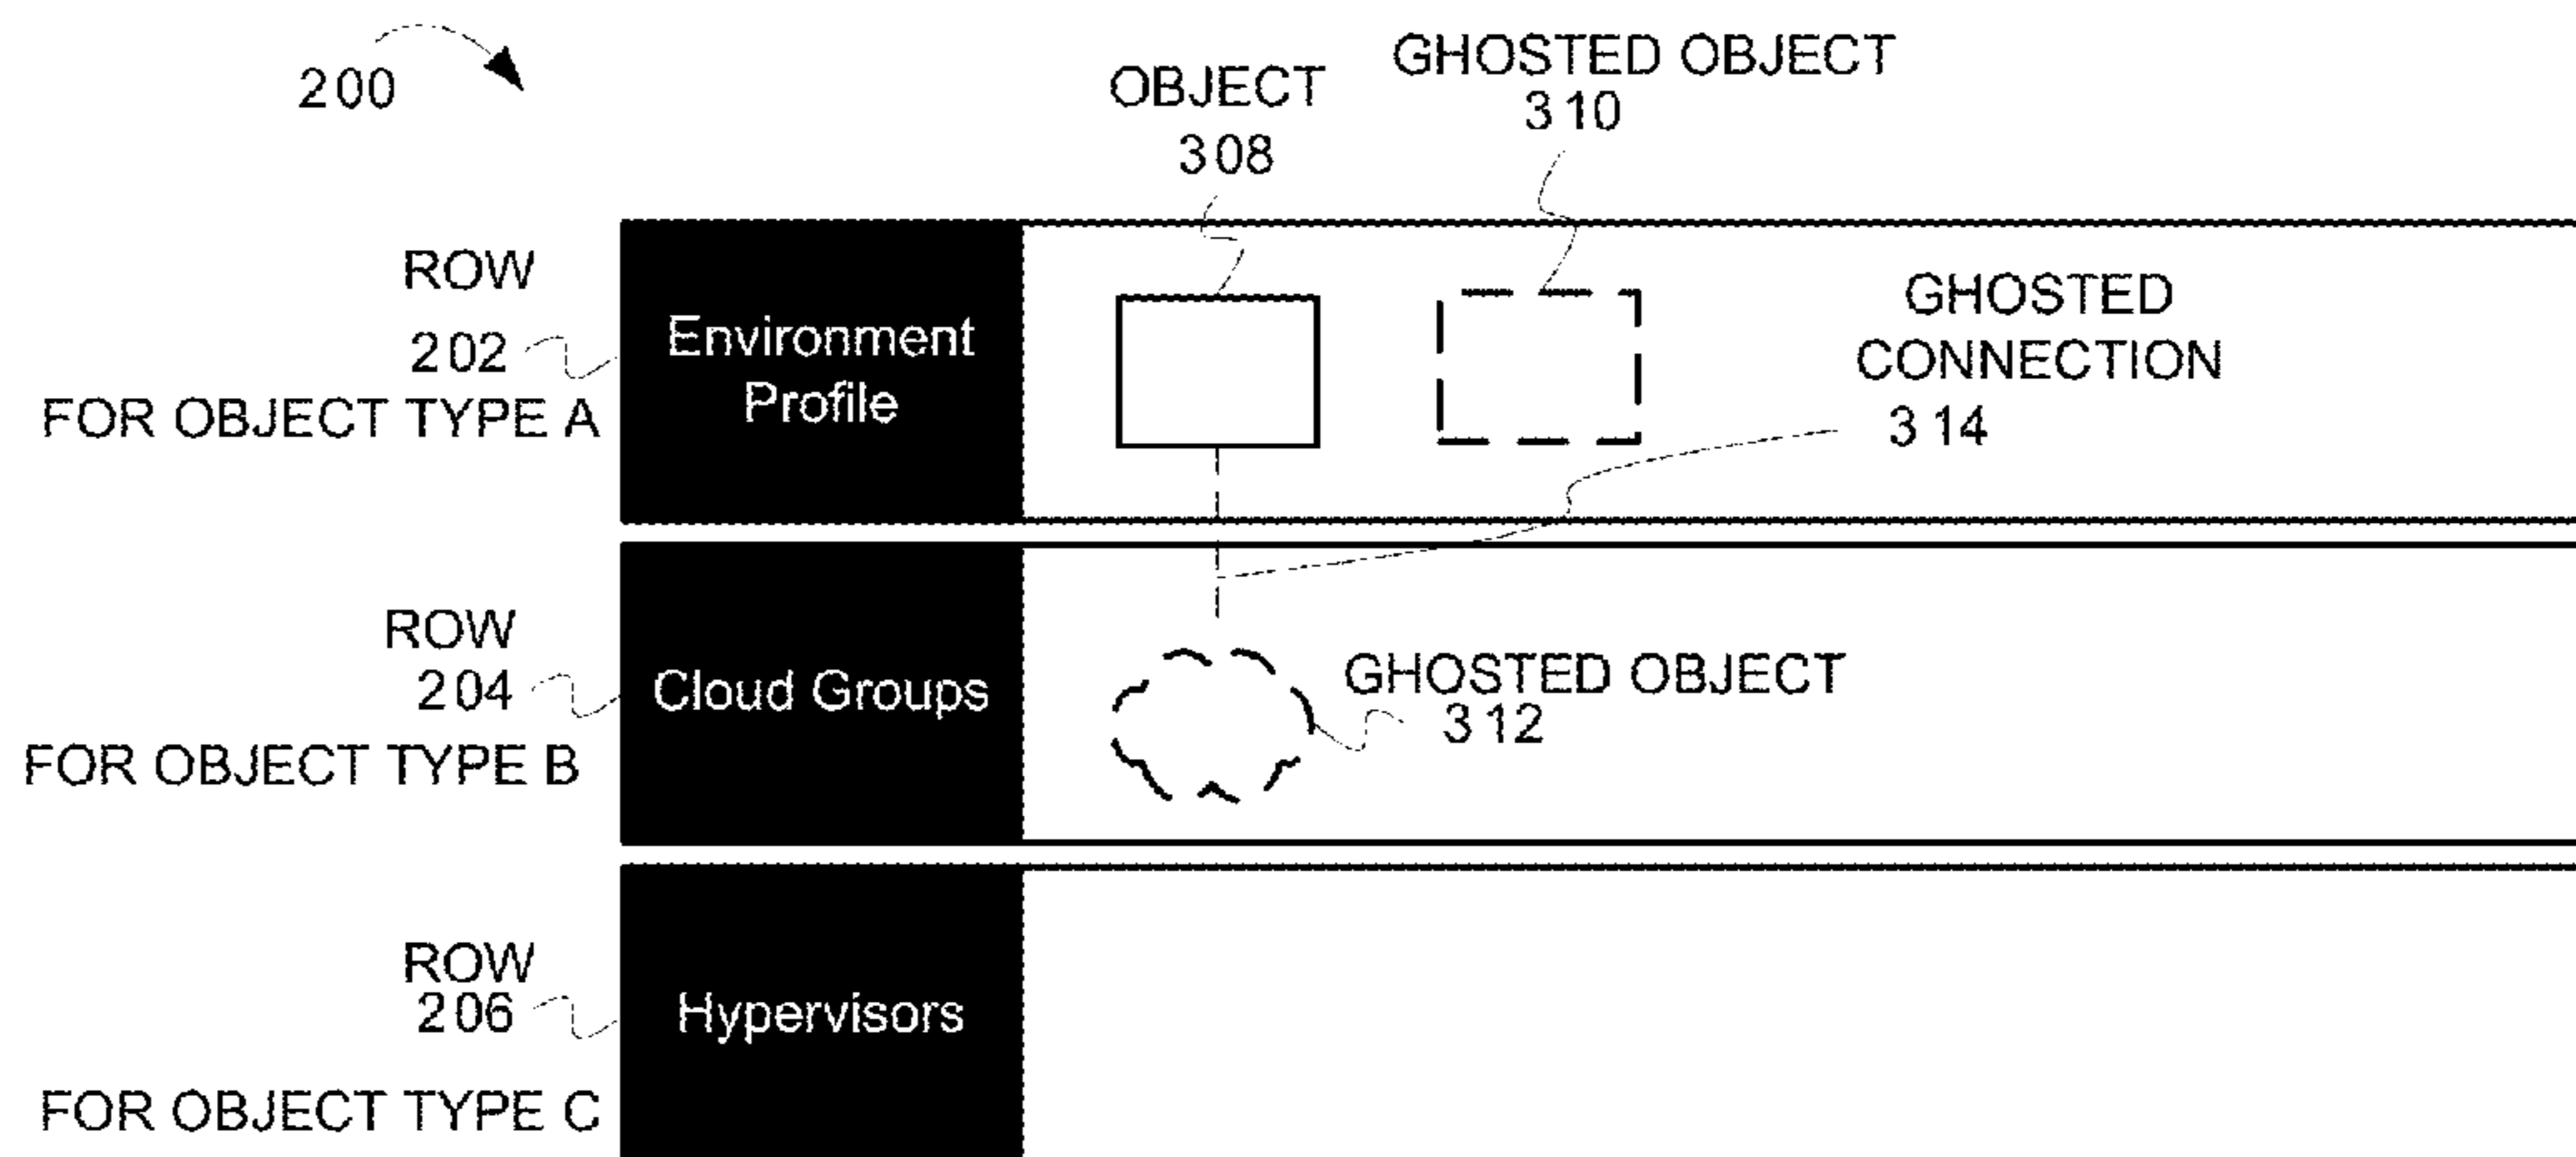 200
OBJECT
308
GHOSTED OBJECT
310
ROW
202
FOR OBJECT TYPE A
Environment
Profile
GHOSTED
CONNECTION
314
ROW
204
FOR OBJECT TYPE B
Cloud Groups
GHOSTED OBJECT
312
ROW
206
FOR OBJECT TYPE C
Hypervisors